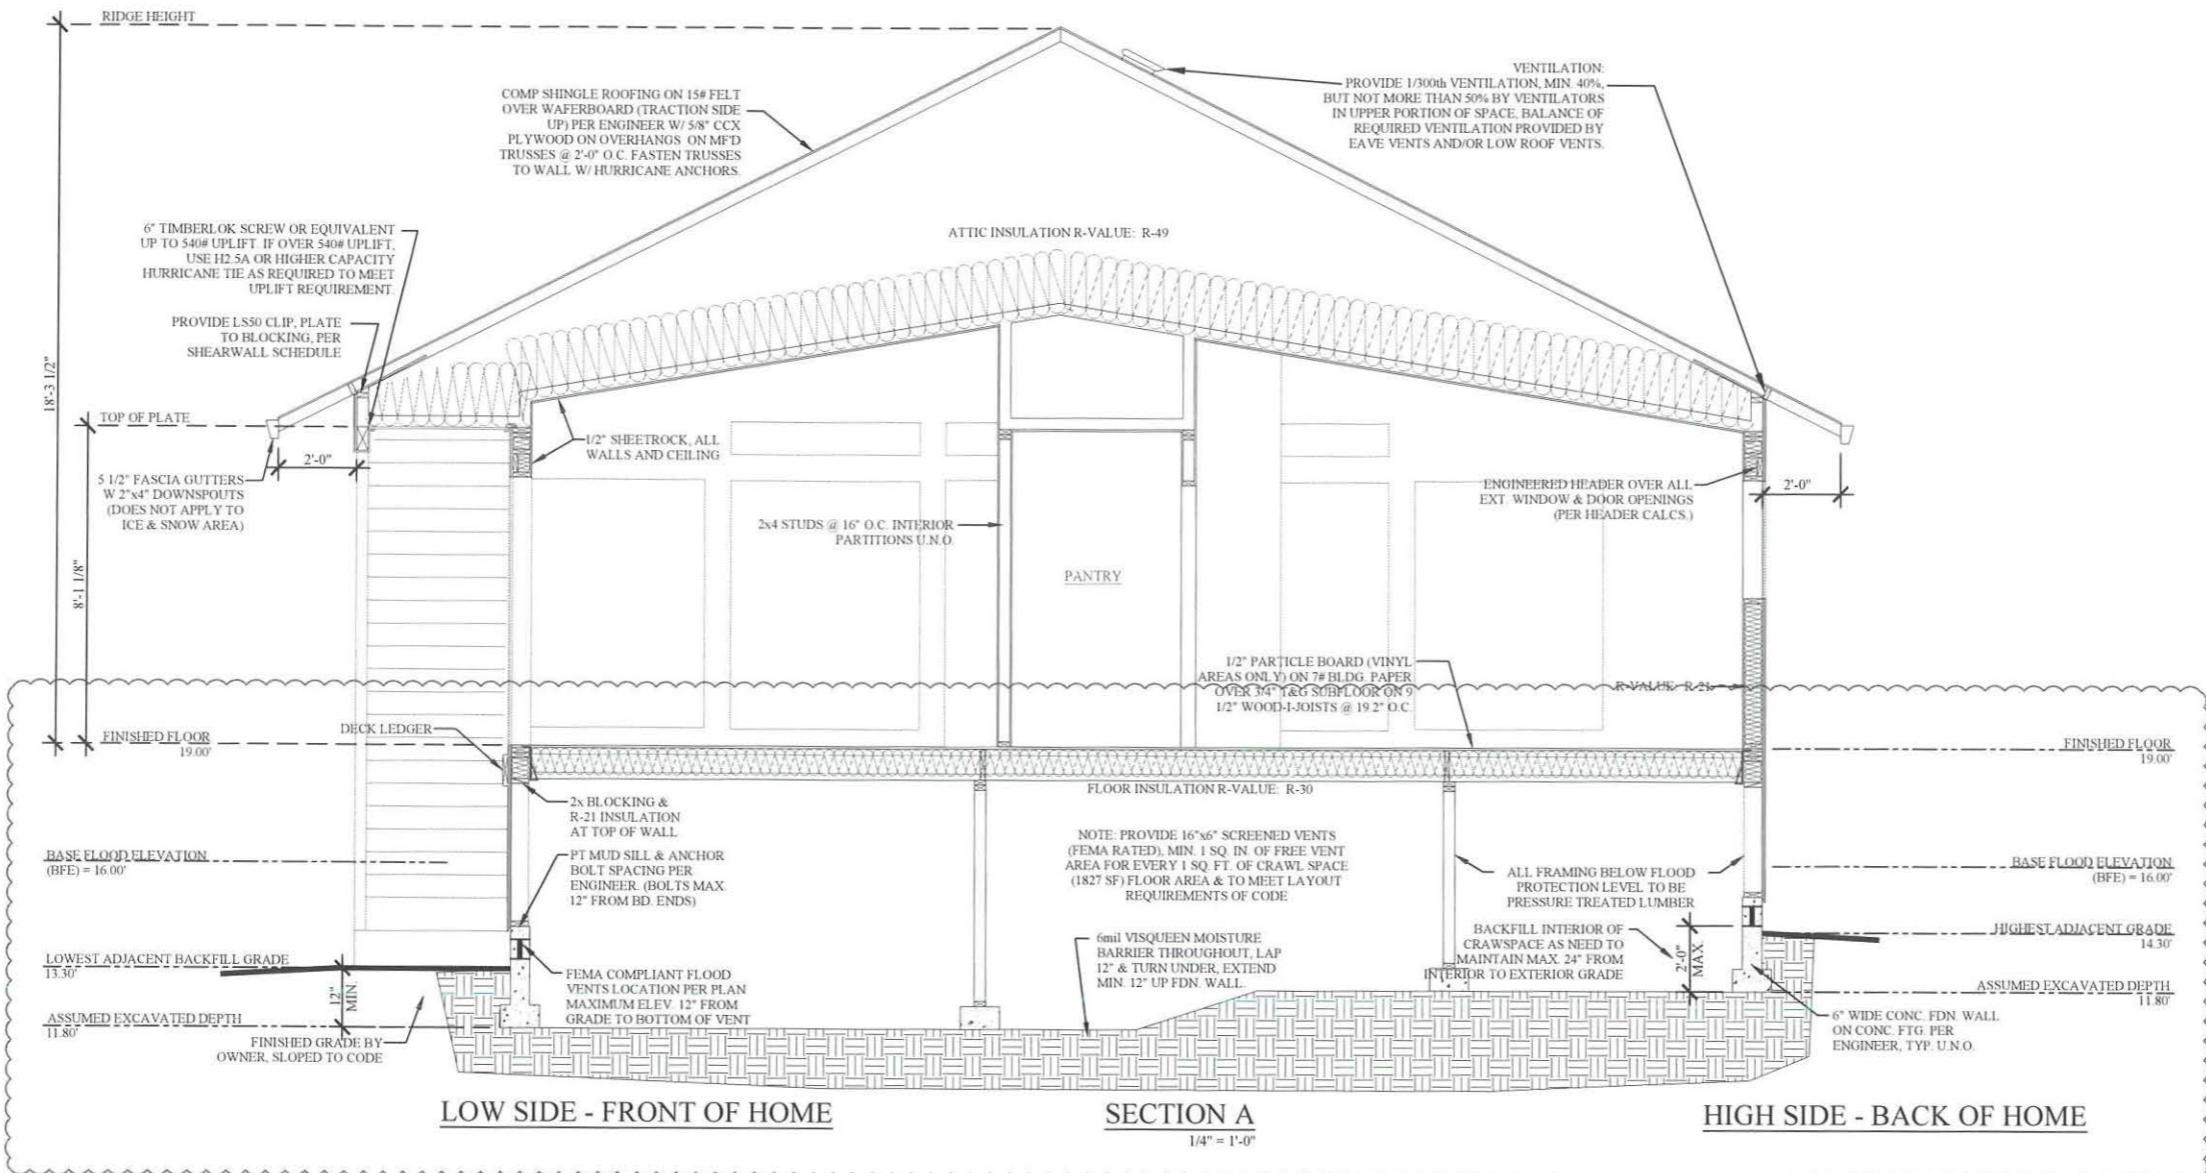 RIDGE HEIGHT
COMP SHINGLE ROOFING ON 15# FELT
OVER WAFERBOARD (TRACTION SIDE
UP) PER ENGINEER W/ 5/8" CCX
PLYWOOD ON OVERHANGS ON MF'D
TRUSSES @ 2'-0" O.C. FASTEN TRUSSES
TO WALL W/ HURRICANE ANCHORS.
VENTILATION:
PROVIDE 1/300th VENTILATION, MIN. 40%,
BUT NOT MORE THAN 50% BY VENTILATORS
IN UPPER PORTION OF SPACE, BALANCE OF
REQUIRED VENTILATION PROVIDED BY
EAVE VENTS AND/OR LOW ROOF VENTS.
6" TIMBERLOK SCREW OR EQUIVALENT
UP TO 540# UPLIFT. IF OVER 540# UPLIFT,
USE H2.5A OR HIGHER CAPACITY
HURRICANE TIE AS REQUIRED TO MEET
UPLIFT REQUIREMENT.
ATTIC INSULATION R-VALUE: R-49
PROVIDE LS50 CLIP, PLATE
TO BLOCKING, PER
SHEARWALL SCHEDULE
18'-3 1/2"
TOP OF PLATE
2'-0"
1/2" SHEETROCK, ALL
WALLS AND CEILING
5 1/2" FASCIA GUTTERS
W 2"x4" DOWNSPOUTS
(DOES NOT APPLY TO
ICE & SNOW AREA)
ENGINEERED HEADER OVER ALL
EXT. WINDOW & DOOR OPENINGS
(PER HEADER CALCS.)
2'-0"
2x4 STUDS @ 16" O.C. INTERIOR
PARTITIONS U.N.O.
PANTRY
8'-1 1/8"
1/2" PARTICLE BOARD (VINYL
AREAS ONLY) ON 7# BLDG. PAPER
OVER 3/4" T&G SUBFLOOR ON 9
1/2" WOOD-I-JOISTS @ 19.2" O.C.
R-VALUE: R-21
DECK LEDGER
FINISHED FLOOR
19.00'
FINISHED FLOOR
19.00'
FLOOR INSULATION R-VALUE: R-30
2x BLOCKING &
R-21 INSULATION
AT TOP OF WALL
NOTE: PROVIDE 16"x6" SCREENED VENTS
(FEMA RATED), MIN. 1 SQ. IN. OF FREE VENT
AREA FOR EVERY 1 SQ. FT. OF CRAWL SPACE
(1827 SF) FLOOR AREA & TO MEET LAYOUT
REQUIREMENTS OF CODE
BASE FLOOD ELEVATION
(BFE) = 16.00'
PT MUD SILL & ANCHOR
BOLT SPACING PER
ENGINEER. (BOLTS MAX.
12" FROM BD. ENDS)
ALL FRAMING BELOW FLOOD
PROTECTION LEVEL TO BE
PRESSURE TREATED LUMBER
BASE FLOOD ELEVATION
(BFE) = 16.00'
BACKFILL INTERIOR OF
CRAWSPACE AS NEED TO
MAINTAIN MAX. 24" FROM
INTERIOR TO EXTERIOR GRADE
2'-0"
MAX.
HIGHEST ADJACENT GRADE
14.30'
6mil VISQUEEN MOISTURE
BARRIER THROUGHOUT, LAP
12" & TURN UNDER, EXTEND
MIN. 12" UP FDN. WALL.
LOWEST ADJACENT BACKFILL GRADE
13.30'
12"
MIN.
FEMA COMPLIANT FLOOD
VENTS LOCATION PER PLAN
MAXIMUM ELEV. 12" FROM
GRADE TO BOTTOM OF VENT
ASSUMED EXCAVATED DEPTH
11.80'
ASSUMED EXCAVATED DEPTH
11.80'
FINISHED GRADE BY
OWNER, SLOPED TO CODE
6" WIDE CONC. FDN. WALL
ON CONC. FTG. PER
ENGINEER, TYP. U.N.O.
LOW SIDE - FRONT OF HOME
SECTION A
1/4" = 1'-0"
HIGH SIDE - BACK OF HOME